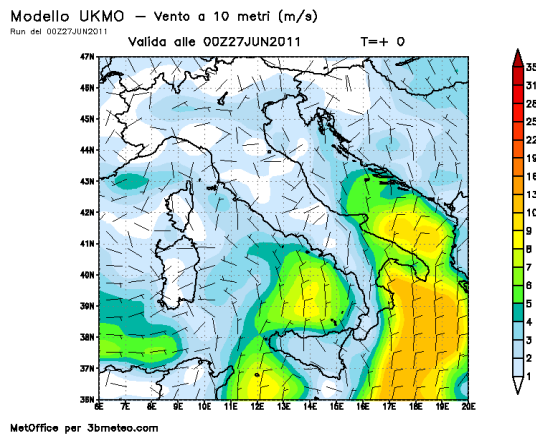 Modello UKMO – Vento a 10 metri (m/s)
Run del 00Z27JUN2011
Valida alle 00Z27JUN2011 T=+ 0
47N
46N
45N
44N
43N
42N
41N
40N
39N
38N
37N
36N
6E 7E 8E 9E 10E 11E 12E 13E 14E 15E 16E 17E 18E 19E 20E
35
31
28
25
22
19
16
13
10
9
8
7
6
5
4
3
2
1
MetOffice per 3bmeteo.com